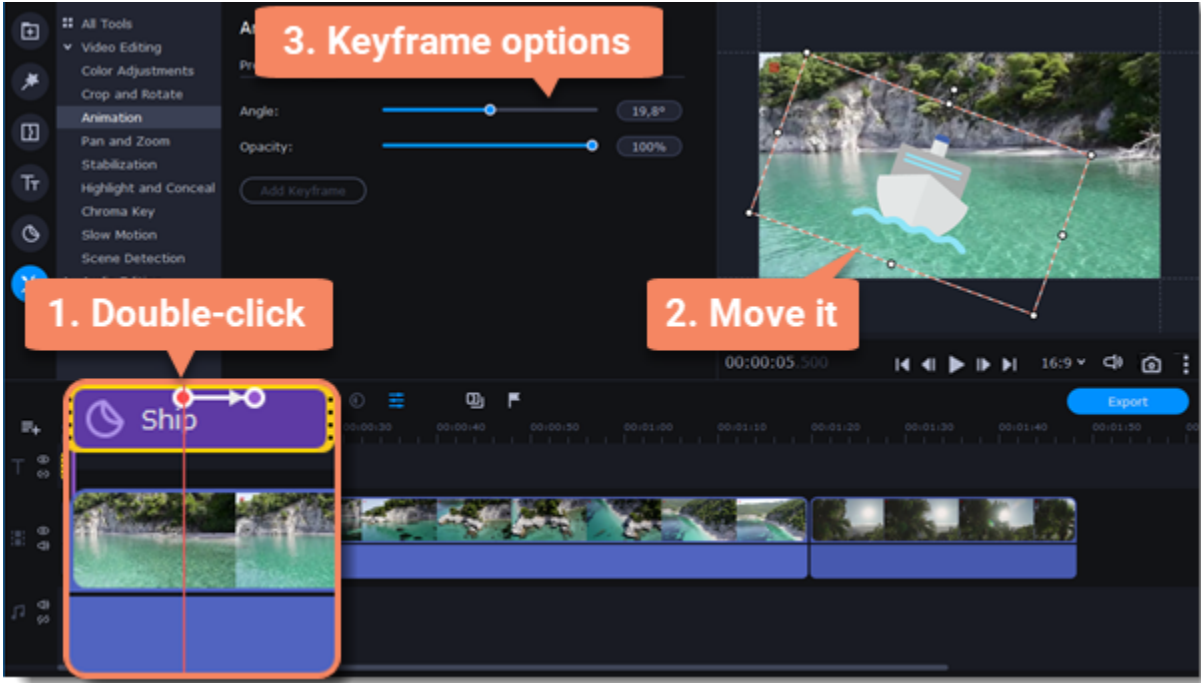 All Tools
Video Editing
Color Adjustments
Crop and Rotate
Animation
Pan and Zoom
Stabilization
Highlight and Conceal
Chroma Key
Slow Motion
Scene Detection
3. Keyframe options
Angle:
19,8°
Opacity:
100%
Add Keyframe
1. Double-click
2. Move it
00:00:05.500
16:9
Export
Ship
00:00:30
00:00:40
00:00:50
00:01:00
00:01:10
00:01:20
00:01:30
00:01:40
00:01:50